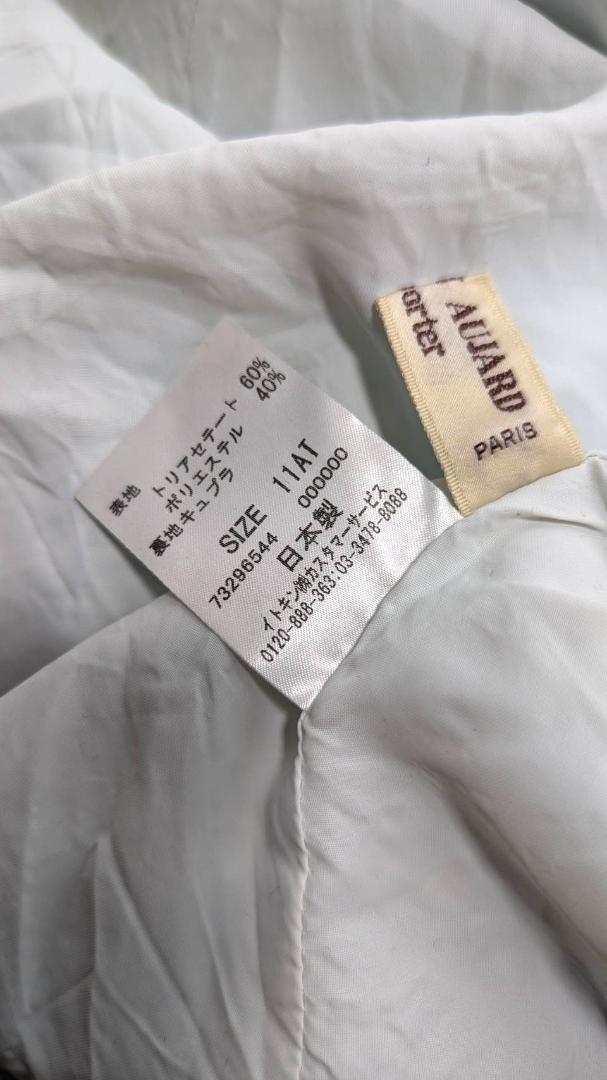 表地 トリアセテート 60%
ポリエステル 40%
裏地 キュプラ
SIZE 11AT
73296544 000000
日本製
イトキン㈱カスタマーサービス
0120-888-363:03-3478-8088
AUJARD
PARIS